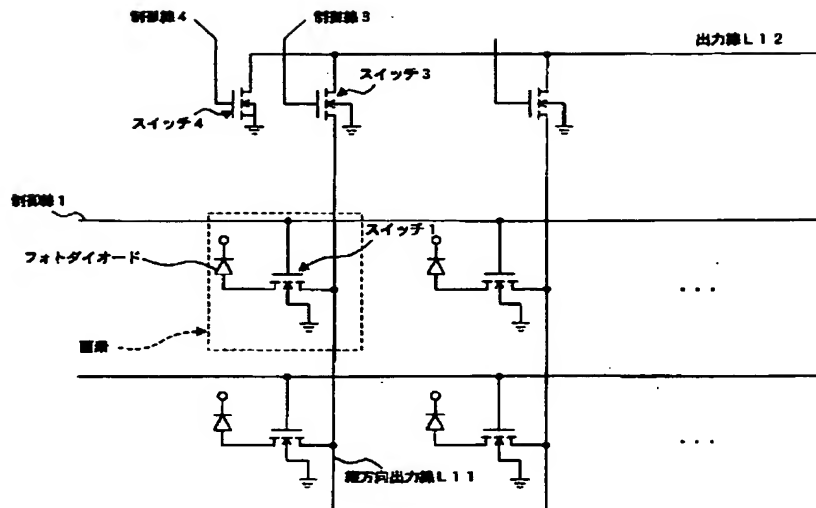 制御線4
制御線3
出力線L12
スイッチ3
スイッチ4
制御線1
スイッチ1
フォトダイオード
画素
...
縦方向出力線L11
...